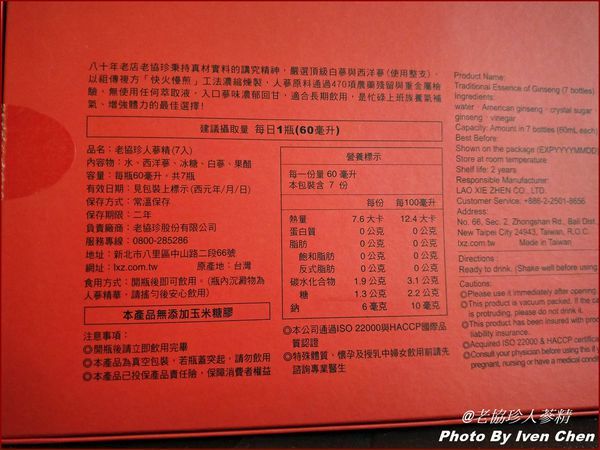 八十年老店老協珍秉持真材實料的講究精神，嚴選頂級白蔘與西洋蔘(使用整支)，
以祖傳複方「快火慢煎」工法濃縮煉製，人蔘原料通過470項農藥殘留與重金屬檢
驗，無使用任何萃取液，入口蔘味濃郁回甘，適合長期飲用，是忙碌上班族養氣補
氣、增強體力的最佳選擇!
建議攝取量 每日1瓶(60毫升)
品名：老協珍人蔘精(7入)
內容物：水、西洋蔘、冰糖、白蔘、果醋
容量：每瓶60毫升，共7瓶
有效日期：見包裝上標示(西元年/月/日)
保存方式：常溫保存
保存期限：二年
負責廠商：老協珍股份有限公司
服務專線：0800-285286
地址：新北市八里區中山路二段66號
網址：lxz.com.tw 原產地：台灣
食用方式：開瓶後即可飲用。(瓶內沉澱物為
人蔘精華，請搖勻後安心飲用)
本產品無添加玉米糖膠
注意事項：
◎開瓶後請立即飲用完畢
◎本產品為真空包裝，若瓶蓋突起，請勿飲用
◎本產品已投保產品責任險，保障消費者權益
營養標示
每一份量 60 毫升
本包裝含 7 份
每份 每100毫升
熱量 7.6 大卡 12.4 大卡
蛋白質 0 公克 0 公克
脂肪 0 公克 0 公克
飽和脂肪 0 公克 0 公克
反式脂肪 0 公克 0 公克
碳水化合物 1.9 公克 3.1 公克
糖 1.3 公克 2.2 公克
鈉 6 毫克 10 毫克
◎本公司通過ISO 22000與HACCP國際品
質認證
◎特殊體質、懷孕及授乳中婦女飲用前請先
諮詢專業醫生
Product Name:
Traditional Essence of Ginseng (7 bottles)
Ingredients:
water、American ginseng、crystal sugar、
ginseng、vinegar
Capacity: Amount in 7 bottles (60mL each)
Best Before:
Shown on the package (EXPYYYYMMDD)
Store at room temperature
Shelf life: 2 years
Responsible Manufacturer:
LAO XIE ZHEN CO., LTD.
Customer Service: +886-2-2501-8656
Address:
No. 66, Sec. 2, Zhongshan Rd., Bali Dist.,
New Taipei City 24943, Taiwan, R.O.C.
lxz.com.tw Made in Taiwan
Directions :
Ready to drink. (Shake well before using
Cautions:
◎Please use it immediately after opening.
◎This product is vacuum packed. If the ca
is protruding, please do not drink it.
◎This product has been insured with produ
liability insurance.
◎Acquired ISO 22000 & HACCP certifica
◎Consult your physician before using this if y
pregnant, nursing or have a medical condi
@老協珍人蔘精
Photo By Iven Chen